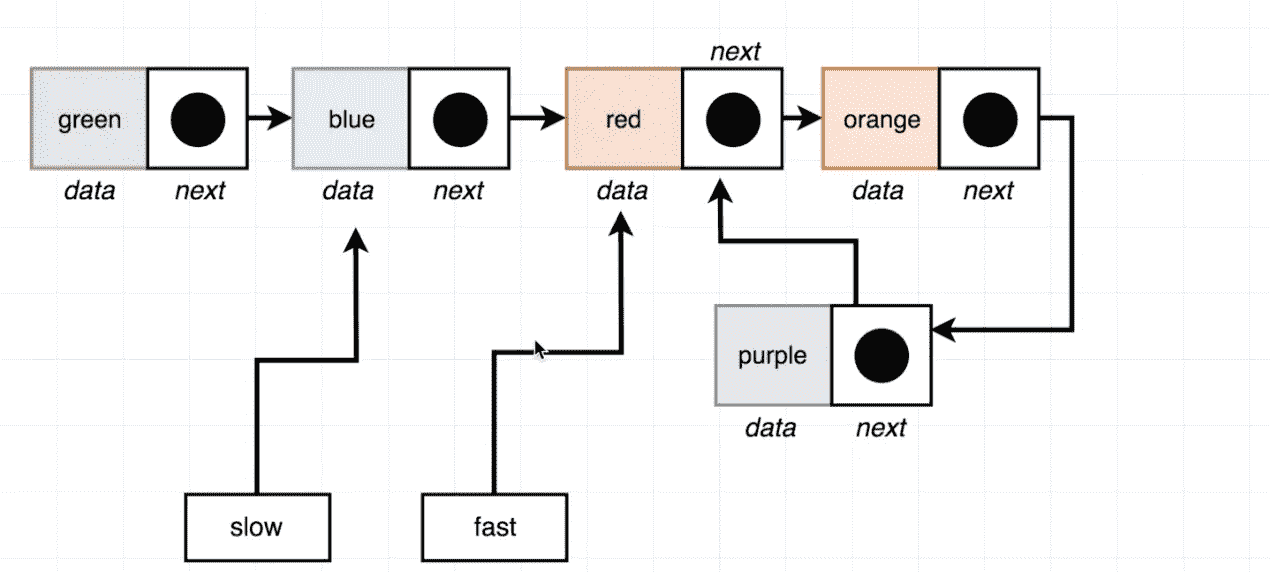 next
green
blue
red
orange
data next data next data data next
purple
data next
slow fast